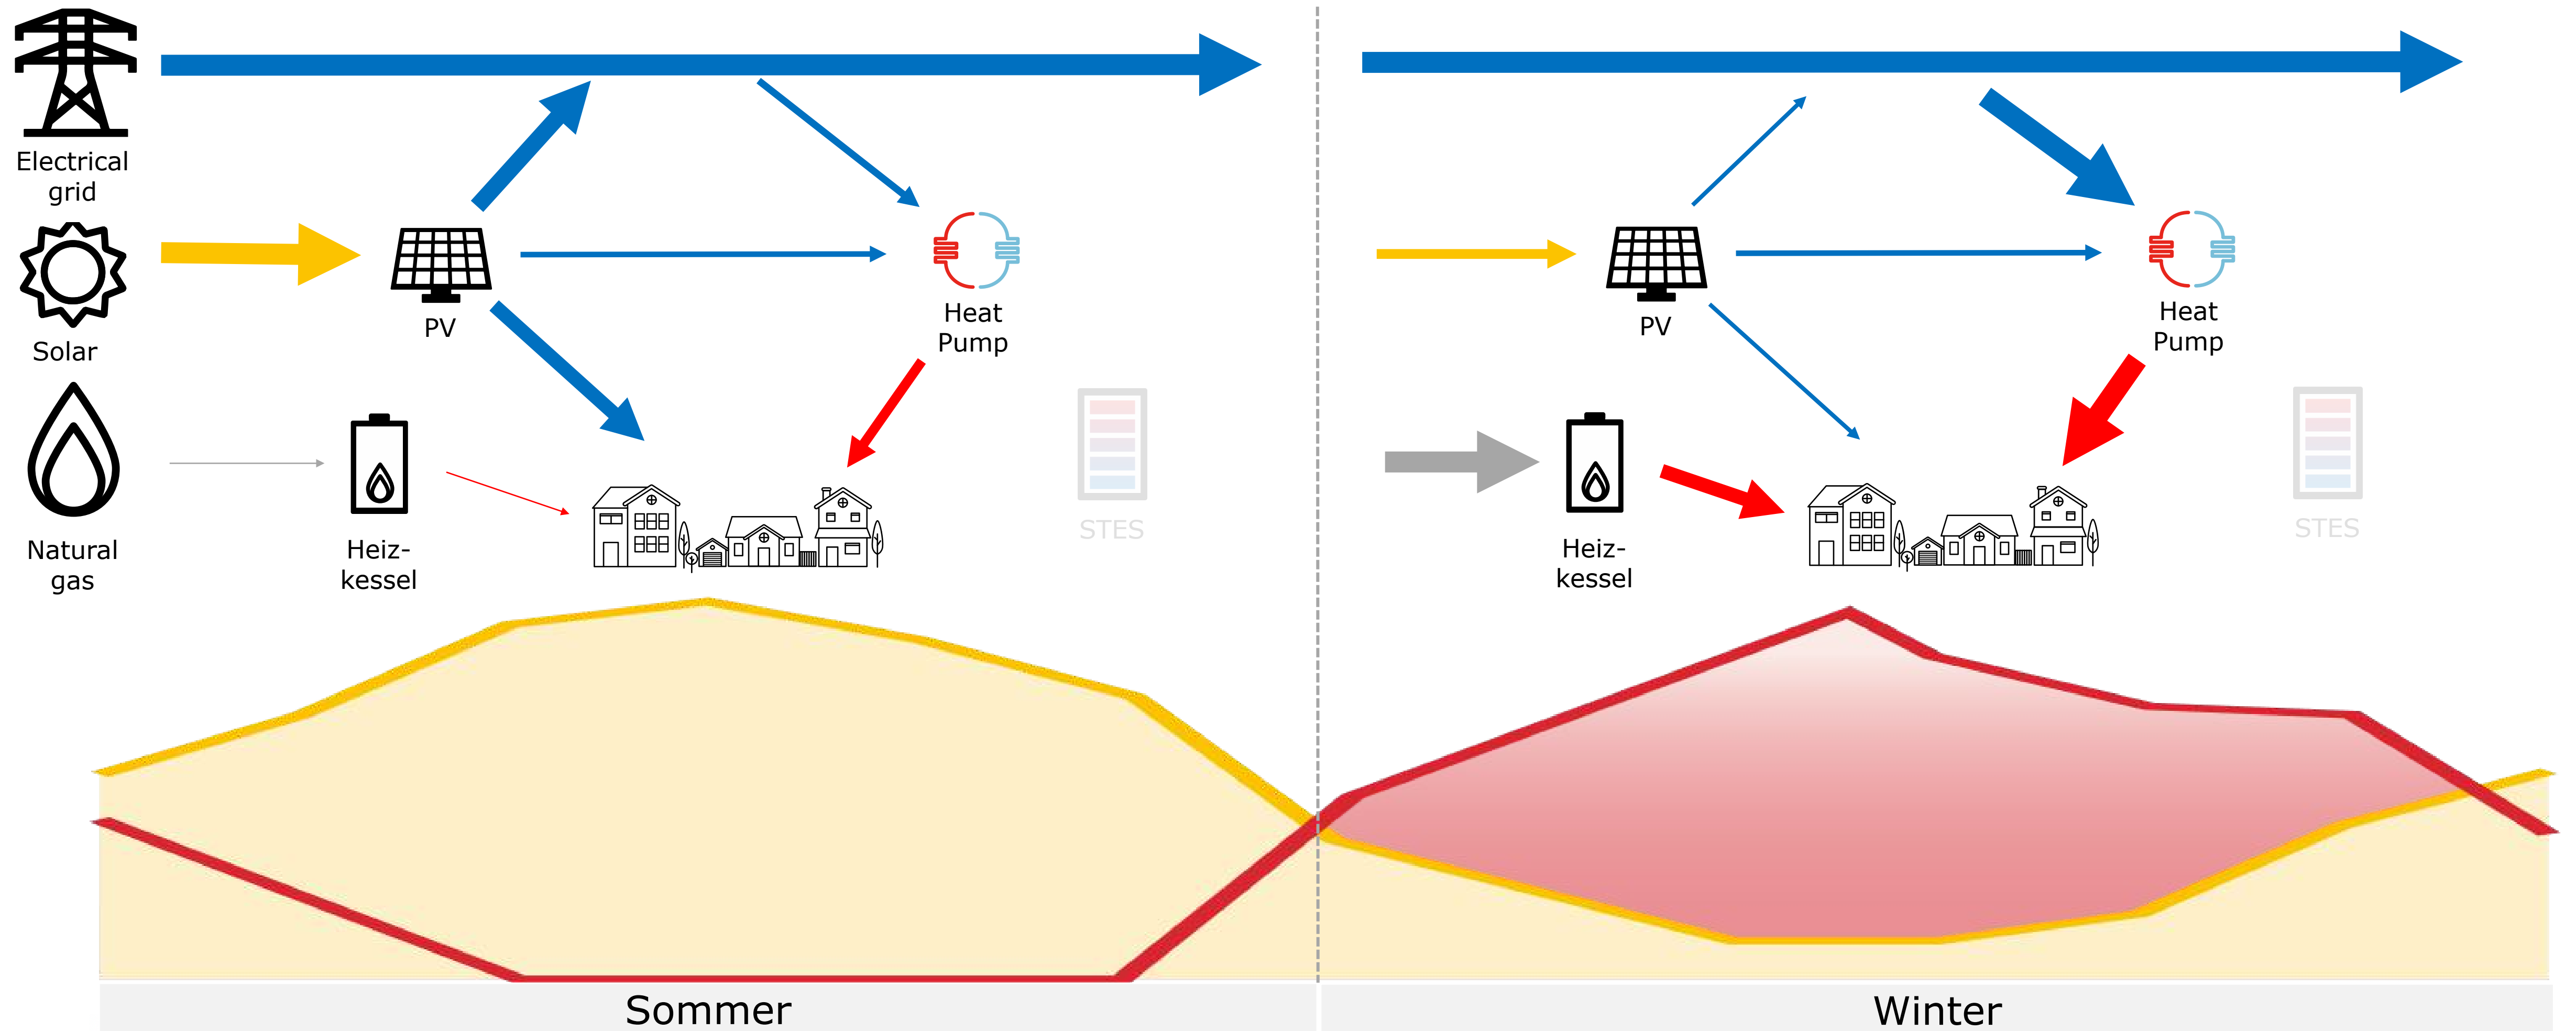 Electrical
grid
Solar
PV
Heat
Pump
Natural
gas
Heiz-
kessel
STES
PV
Heat
Pump
Heiz-
kessel
STES
Sommer
Winter